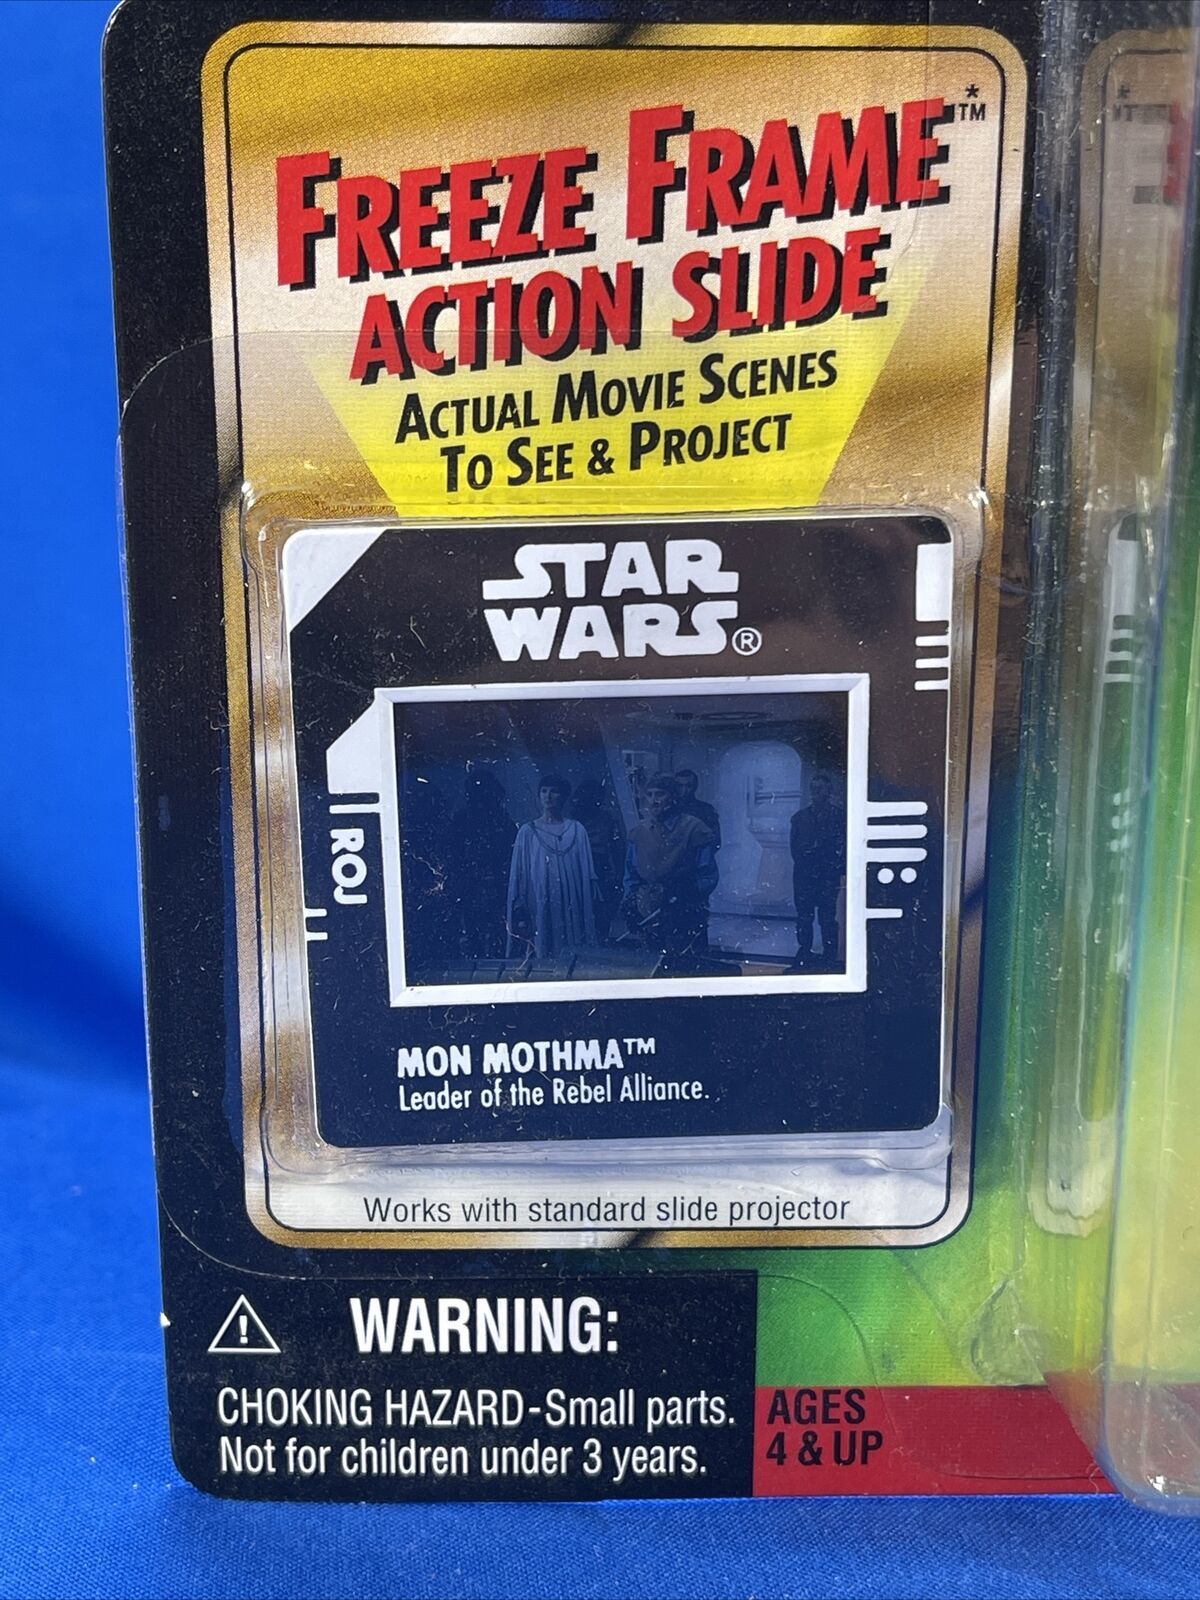 FREEZE FRAME™*
ACTION SLIDE
ACTUAL MOVIE SCENES
TO SEE & PROJECT
STAR
WARS®
ROJ
MON MOTHMA™
Leader of the Rebel Alliance.
Works with standard slide projector
WARNING:
CHOKING HAZARD-Small parts.
Not for children under 3 years.
AGES
4 & UP